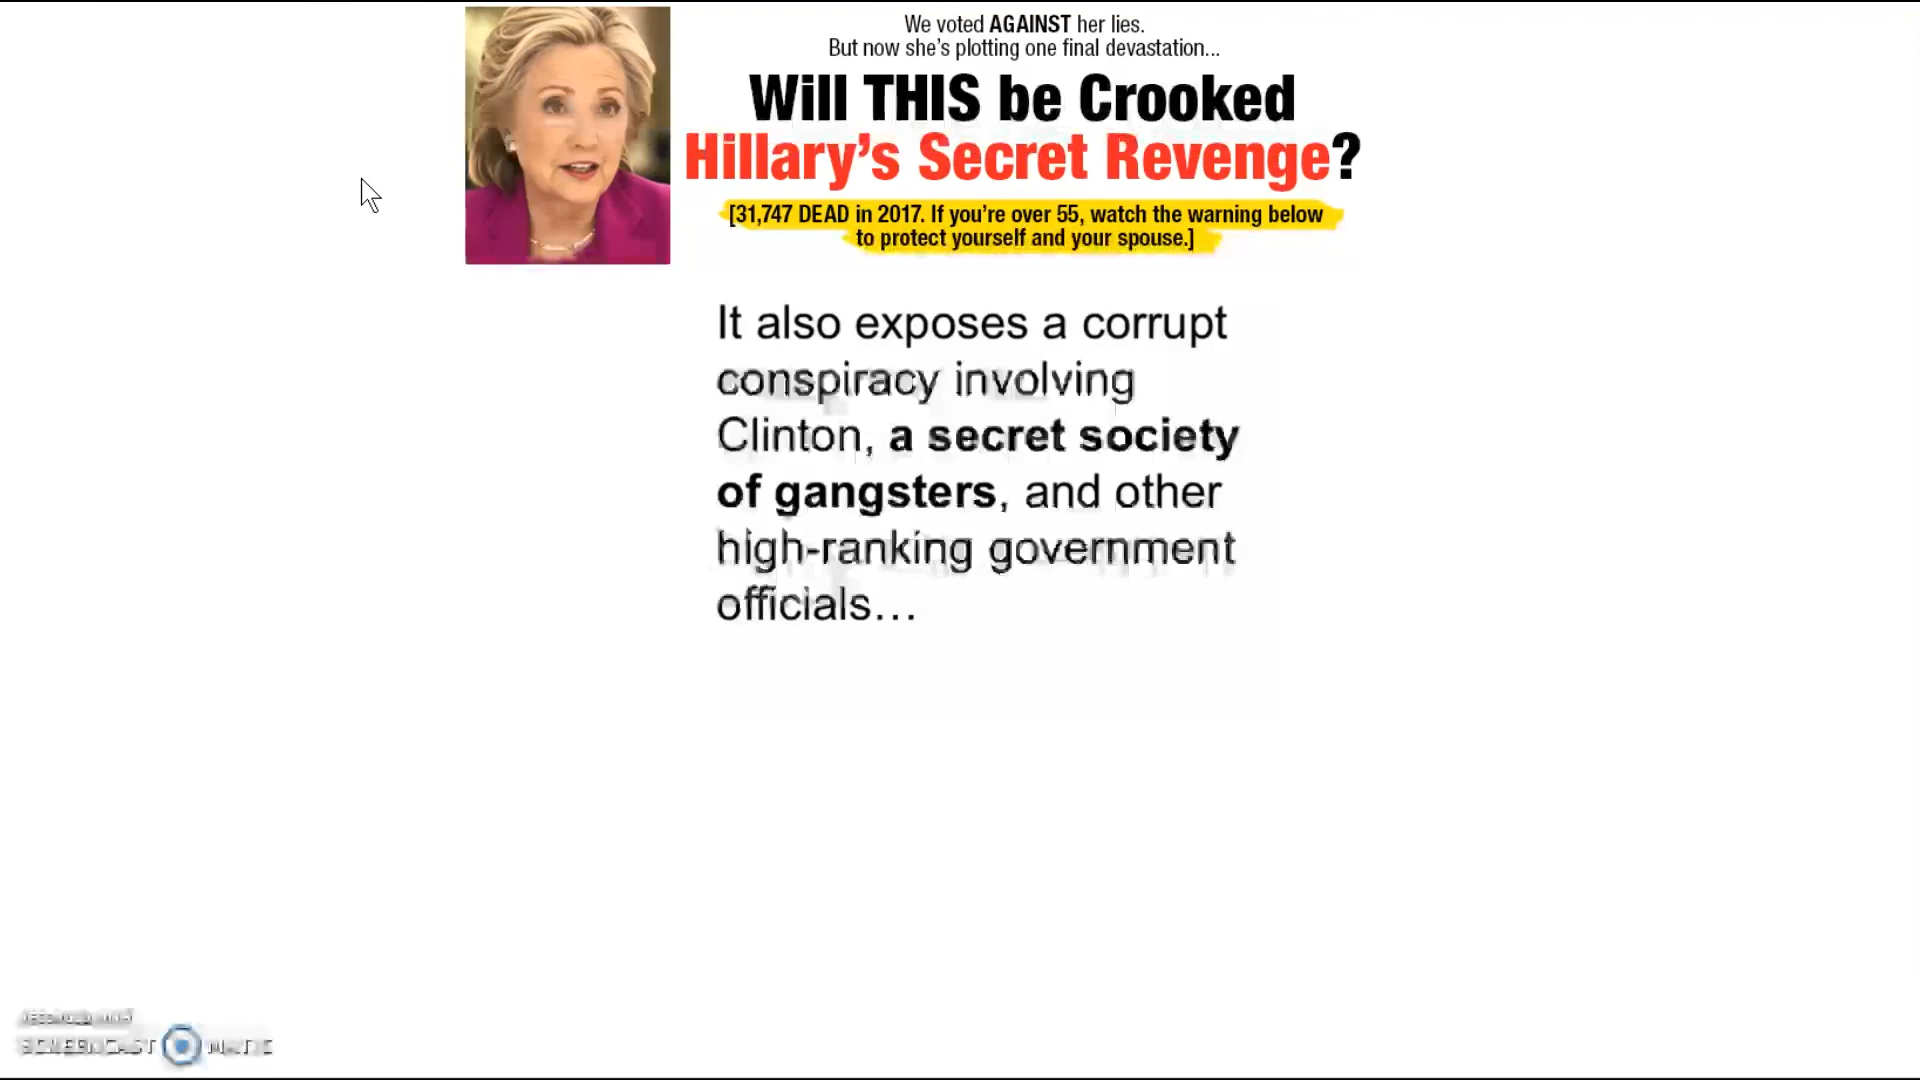 We voted AGAINST her lies.
But now she's plotting one final devastation...
Will THIS be Crooked
Hillary's Secret Revenge?
[31,747 DEAD in 2017. If you're over 55, watch the warning below
to protect yourself and your spouse.]
It also exposes a corrupt
conspiracy involving
Clinton, a secret society
of gangsters, and other
high-ranking government
officials…
SCREENCAST MATIC